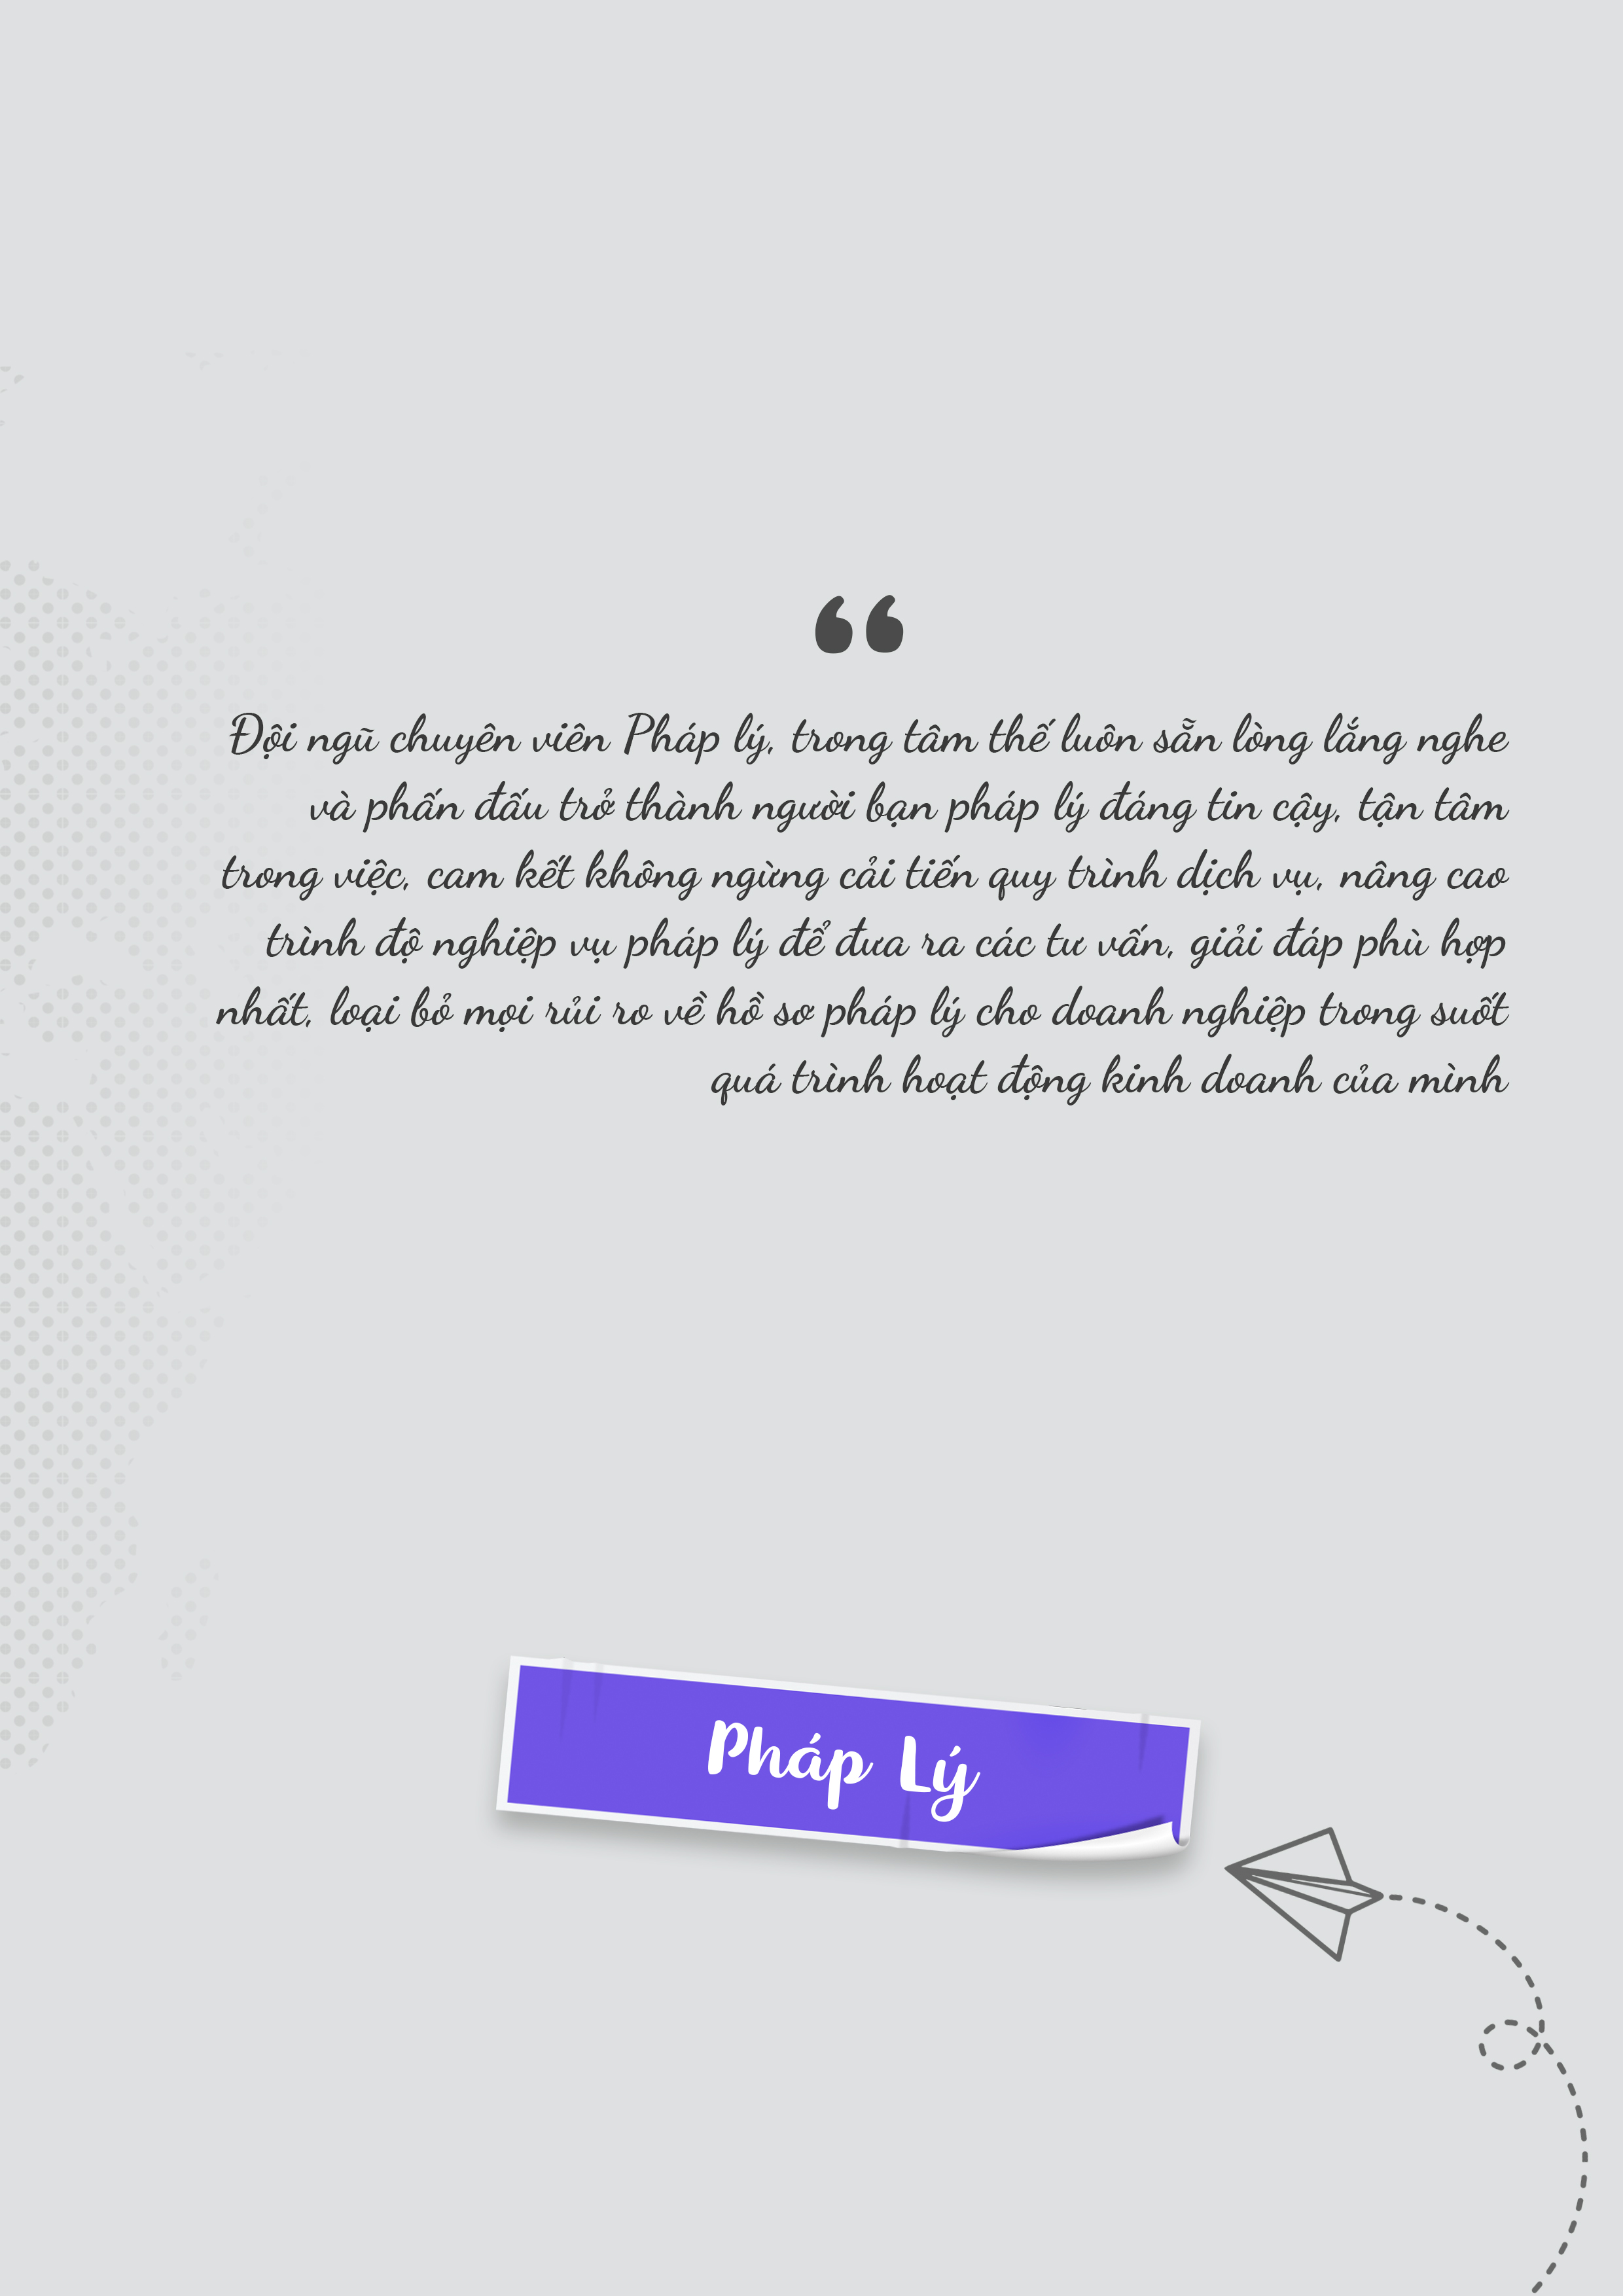 “
Đội ngũ chuyên viên Pháp lý, trong tâm thế luôn sẵn lòng lắng nghe
và phấn đấu trở thành người bạn pháp lý đáng tin cậy, tận tâm
trong việc, cam kết không ngừng cải tiến quy trình dịch vụ, nâng cao
trình độ nghiệp vụ pháp lý để đưa ra các tư vấn, giải đáp phù hợp
nhất, loại bỏ mọi rủi ro về hồ sơ pháp lý cho doanh nghiệp trong suốt
quá trình hoạt động kinh doanh của mình
Pháp Lý